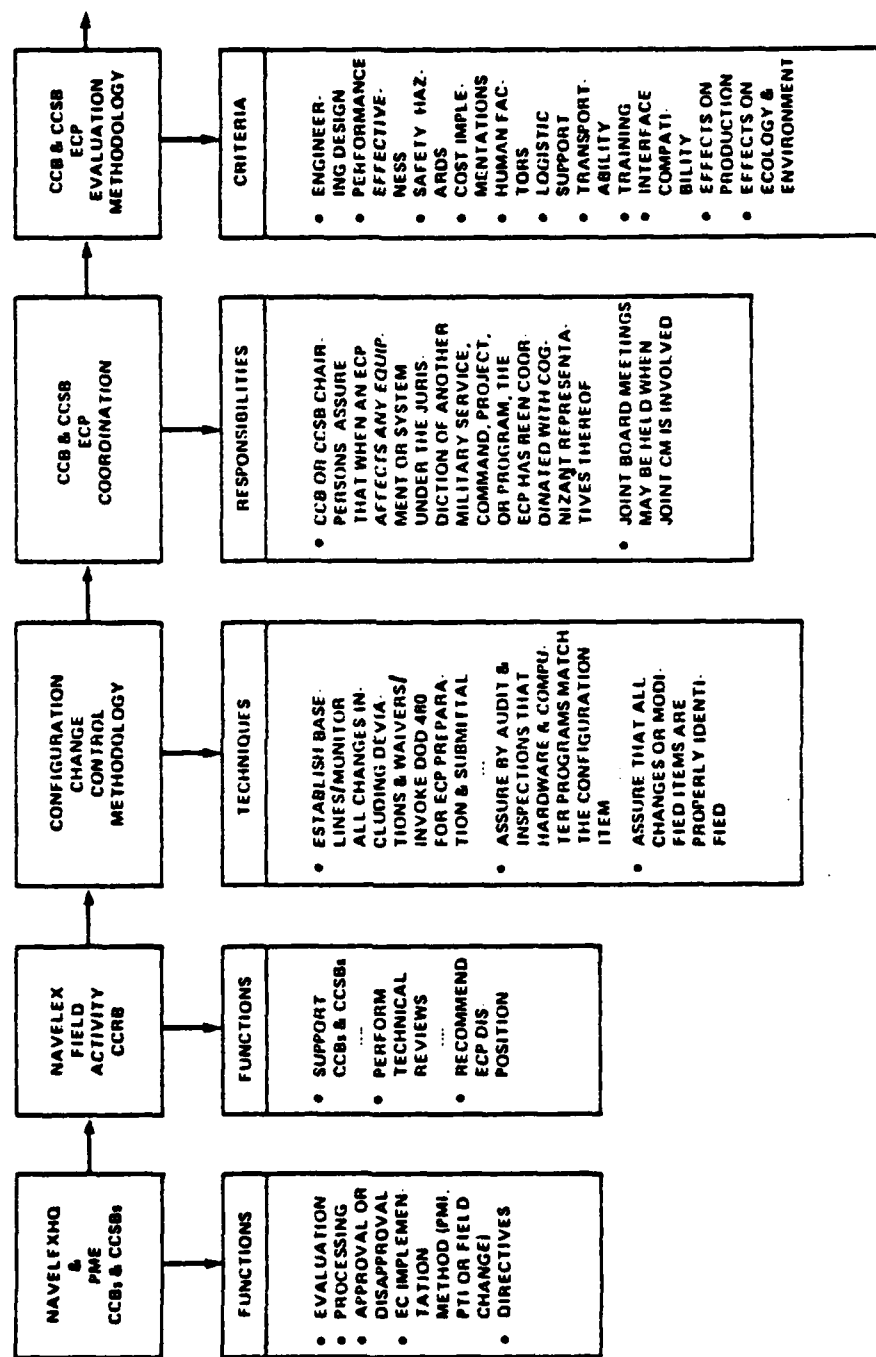 NAVELEXHQ
&
PME
CCBs & CCSBs
FUNCTIONS
• EVALUATION
• PROCESSING
• APPROVAL OR
DISAPPROVAL
• EC IMPLEMEN-
TATION
METHOD (PMI,
PTI OR FIELD
CHANGE)
• DIRECTIVES
NAVELEX
FIELD
ACTIVITY
CCRB
FUNCTIONS
• SUPPORT
CCBs & CCSBs
• PERFORM
TECHNICAL
REVIEWS
• RECOMMEND
ECP DIS
POSITION
CONFIGURATION
CHANGE
CONTROL
METHODOLOGY
TECHNIQUES
• ESTABLISH BASE-
LINES/MONITOR
ALL CHANGES IN-
CLUDING DEVIA-
TIONS & WAIVERS/
INVOKE DOD 480
FOR ECP PREPARA-
TION & SUBMITTAL
• ASSURE BY AUDIT &
INSPECTIONS THAT
HARDWARE & COMPU-
TER PROGRAMS MATCH
THE CONFIGURATION
ITEM
• ASSURE THAT ALL
CHANGES OR MODI-
FIED ITEMS ARE
PROPERLY IDENTI-
FIED
CCB & CCSB
ECP
COORDINATION
RESPONSIBILITIES
• CCB OR CCSB CHAIR-
PERSONS ASSURE
THAT WHEN AN ECP
AFFECTS ANY EQUIP-
MENT OR SYSTEM
UNDER THE JURIS-
DICTION OF ANOTHER
MILITARY SERVICE,
COMMAND, PROJECT,
OR PROGRAM, THE
ECP HAS BEEN COOR-
DINATED WITH COG-
NIZANT REPRESENTA-
TIVES THEREOF
• JOINT BOARD MEETINGS
MAY BE HELD WHEN
JOINT CM IS INVOLVED
CCB & CCSB
ECP
EVALUATION
METHODOLOGY
CRITERIA
• ENGINEER-
ING DESIGN
• PERFORMANCE
EFFECTIVE-
NESS
• SAFETY HAZ-
ARDS
• COST IMPLE-
MENTATIONS
• HUMAN FAC-
TORS
• LOGISTIC
SUPPORT
• TRANSPORT-
ABILITY
• TRAINING
• INTERFACE
COMPATI-
BILITY
• EFFECTS ON
PRODUCTION
• EFFECTS ON
ECOLOGY &
ENVIRONMENT